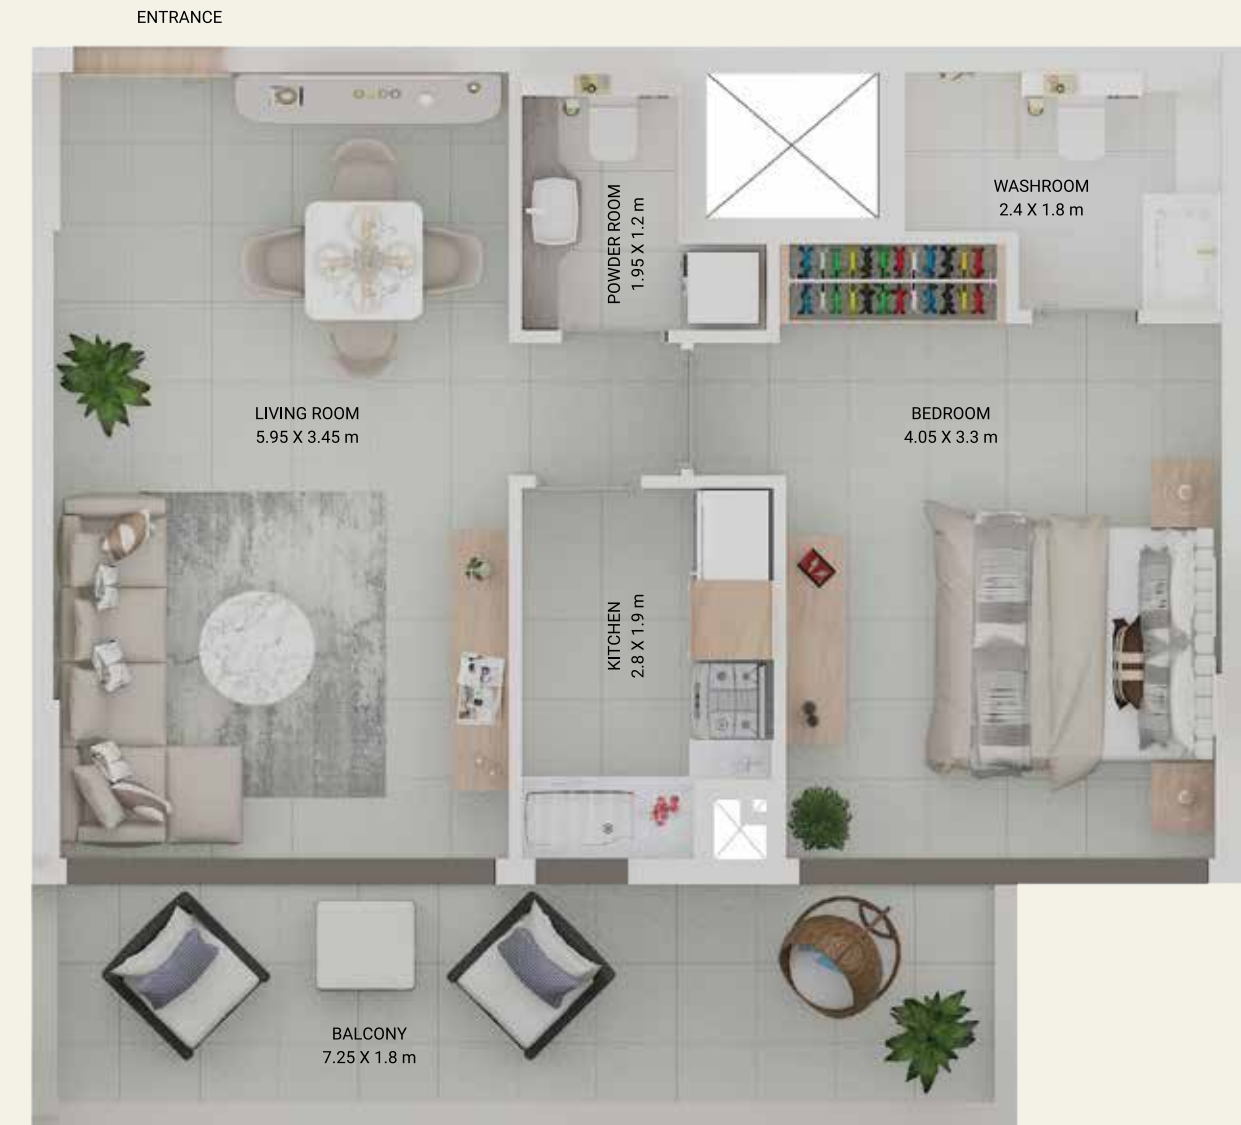 ENTRANCE
POWDER ROOM
1.95 X 1.2 m
WASHROOM
2.4 X 1.8 m
LIVING ROOM
5.95 X 3.45 m
BEDROOM
4.05 X 3.3 m
KITCHEN
2.8 X 1.9 m
BALCONY
7.25 X 1.8 m